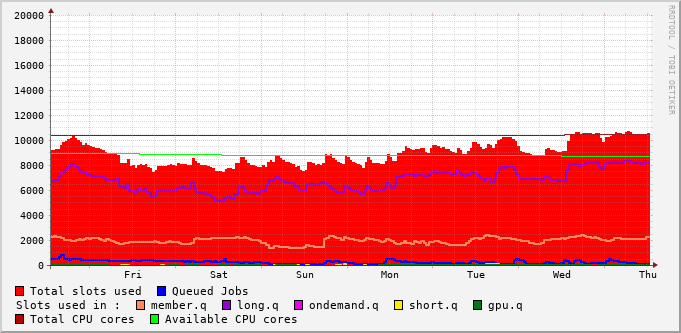 20000
18000
16000
14000
12000
10000
8000
6000
4000
2000
0
Fri Sat Sun Mon Tue Wed Thu
Total slots used Queued Jobs
Slots used in : member.q long.q ondemand.q short.q gpu.q
Total CPU cores Available CPU cores
RRDTOOL / TOBI OETIKER